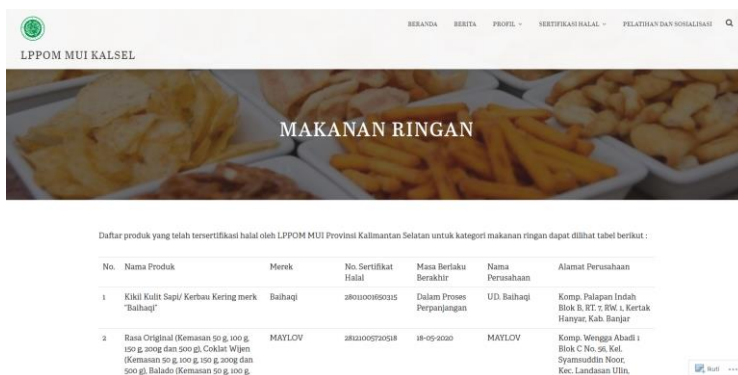 BERANDA BERITA PROFIL SERTIFIKASI HALAL PELATIHAN DAN SOSIALISASI
LPPOM MUI KALSEL
MAKANAN RINGAN
Daftar produk yang telah tersertifikasi halal oleh LPPOM MUI Provinsi Kalimantan Selatan untuk kategori makanan ringan dapat dilihat tabel berikut :
No. Nama Produk Merek No. Sertifikat Halal Masa Berlaku Berakhir Nama Perusahaan Alamat Perusahaan
1 Kikil Kulit Sapi/ Kerbau Kering merk "Baihaqi" Baihaqi 28011001650315 Dalam Proses Perpanjangan UD. Baihaqi Komp. Palapan Indah Blok B, RT. 7, RW. 1, Kertak Hanyar, Kab. Banjar
2 Rasa Original (Kemasan 50 g, 100 g, 150 g, 200g dan 500 g), Coklat Wijen (Kemasan 50 g, 100 g, 150 g, 200g dan 500 g), Balado (Kemasan 50 g, 100 g, MAYLOV 28121005720518 18-05-2020 MAYLOV Komp. Wengga Abadi 1 Blok C No. 56, Kel. Syamsuddin Noor, Kec. Landasan Ulin,
Ikuti